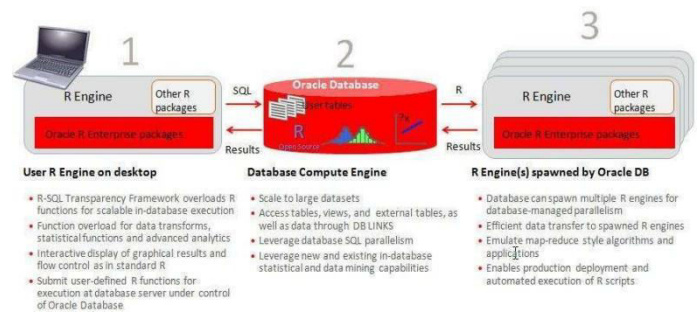 1
2
3
R Engine
Other R
packages
Oracle R Enterprise packages
SQL
Results
Oracle Database
User tables
R
Open Source
?x
R
Results
R Engine
Other R
packages
Oracle R Enterprise packages
User R Engine on desktop
• R-SQL Transparency Framework overloads R
functions for scalable in-database execution
• Function overload for data transforms,
statistical functions and advanced analytics
• Interactive display of graphical results and
flow control as in standard R
• Submit user-defined R functions for
execution at database server under control
of Oracle Database
Database Compute Engine
• Scale to large datasets
• Access tables, views, and external tables, as
well as data through DB LINKS
• Leverage database SQL parallelism
• Leverage new and existing in-database
statistical and data mining capabilities
R Engine(s) spawned by Oracle DB
• Database can spawn multiple R engines for
database-managed parallelism
• Efficient data transfer to spawned R engines
• Emulate map-reduce style algorithms and
applications
• Enables production deployment and
automated execution of R scripts